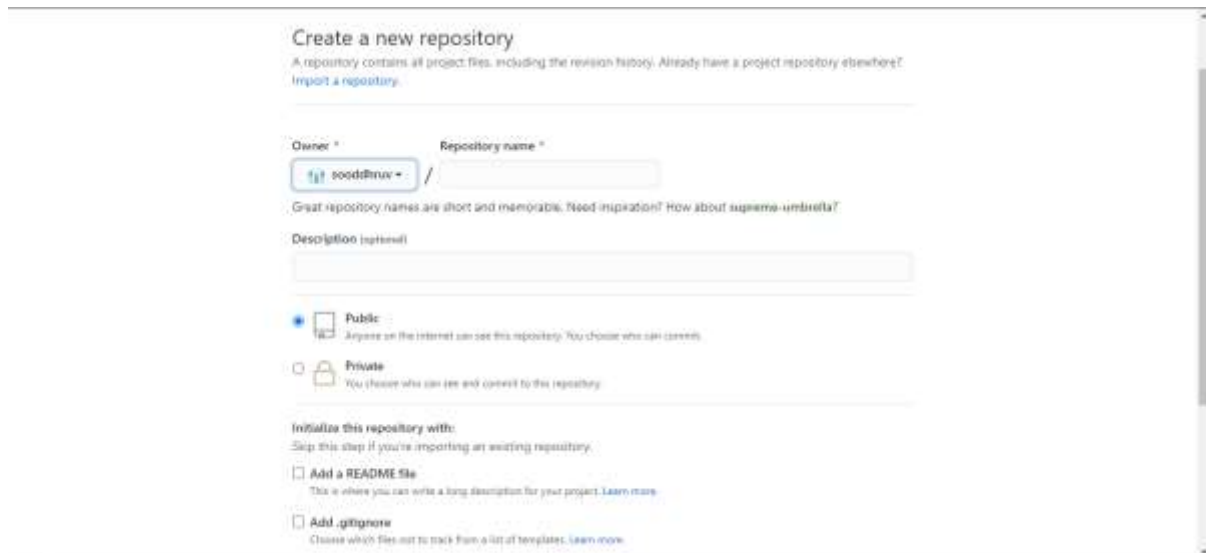 Create a new repository
A repository contains all project files, including the revision history. Already have a project repository elsewhere?
Import a repository.
Owner * Repository name *
sooddhruv /
Great repository names are short and memorable. Need inspiration? How about supreme-umbrella?
Description (optional)
Public
Anyone on the internet can see this repository. You choose who can commit.
Private
You choose who can see and commit to this repository.
Initialize this repository with:
Skip this step if you're importing an existing repository.
Add a README file
This is where you can write a long description for your project. Learn more.
Add .gitignore
Choose which files not to track from a list of templates. Learn more.